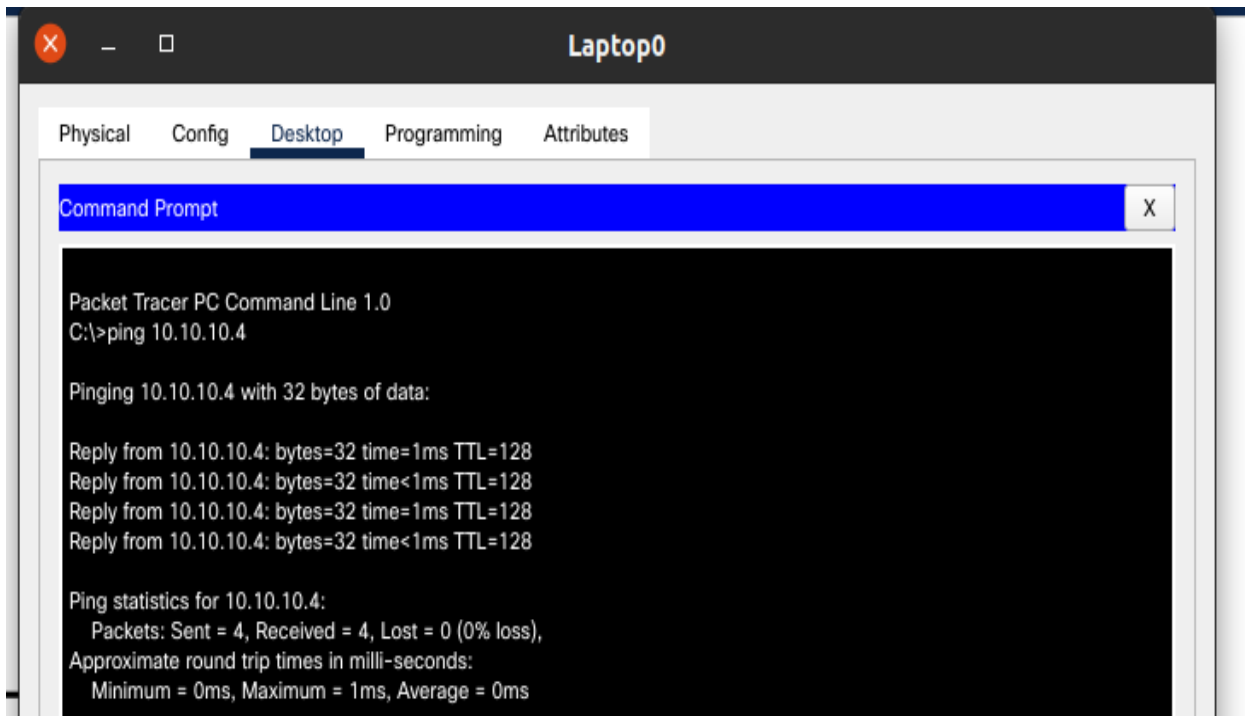 Laptop0
Physical Config Desktop Programming Attributes
Command Prompt X
Packet Tracer PC Command Line 1.0
C:\>ping 10.10.10.4
Pinging 10.10.10.4 with 32 bytes of data:
Reply from 10.10.10.4: bytes=32 time=1ms TTL=128
Reply from 10.10.10.4: bytes=32 time<1ms TTL=128
Reply from 10.10.10.4: bytes=32 time=1ms TTL=128
Reply from 10.10.10.4: bytes=32 time<1ms TTL=128
Ping statistics for 10.10.10.4:
Packets: Sent = 4, Received = 4, Lost = 0 (0% loss),
Approximate round trip times in milli-seconds:
Minimum = 0ms, Maximum = 1ms, Average = 0ms